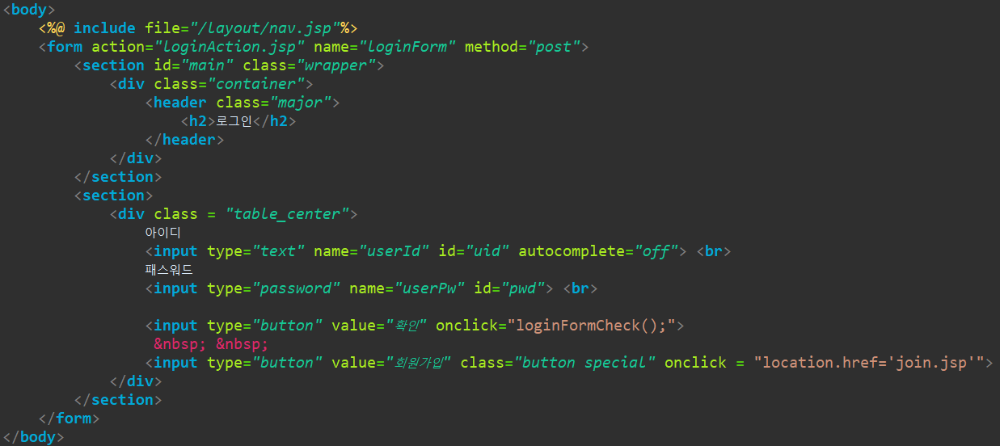 <body>
<%@ include file="/layout/nav.jsp"%>
<form action="loginAction.jsp" name="loginForm" method="post">
<section id="main" class="wrapper">
<div class="container">
<header class="major">
<h2>로그인</h2>
</header>
</div>
</section>
<section>
<div class = "table_center">
아이디
<input type="text" name="userId" id="uid" autocomplete="off"> <br>
패스워드
<input type="password" name="userPw" id="pwd"> <br>
<input type="button" value="확인" onclick="loginFormCheck();">
&nbsp; &nbsp;
<input type="button" value="회원가입" class="button special" onclick = "location.href='join.jsp'">
</div>
</section>
</form>
</body>